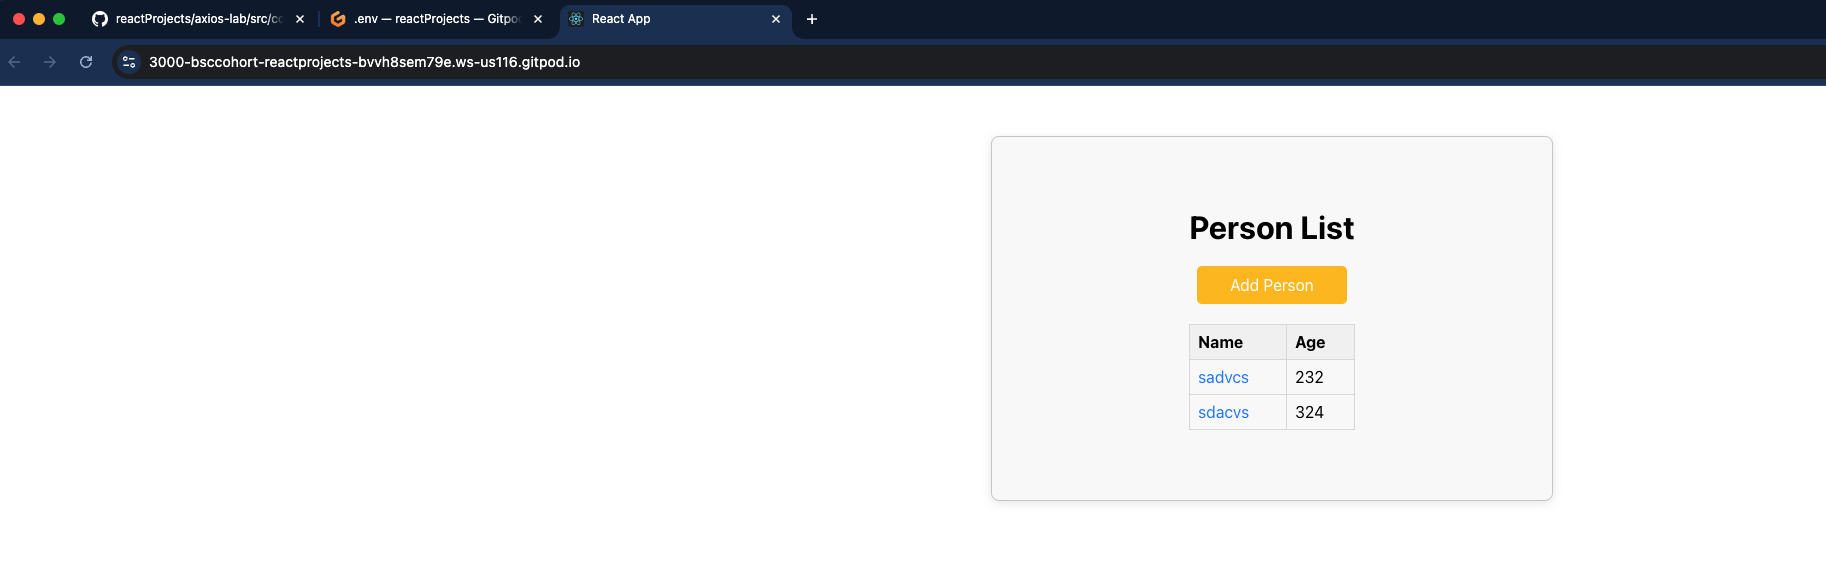 reactProjects/axios-lab/src/cc
.env — reactProjects — Gitpo
React App
3000-bsccohort-reactprojects-bvvh8sem79e.ws-us116.gitpod.io
Person List
Add Person
Name Age
sadvcs 232
sdacvs 324